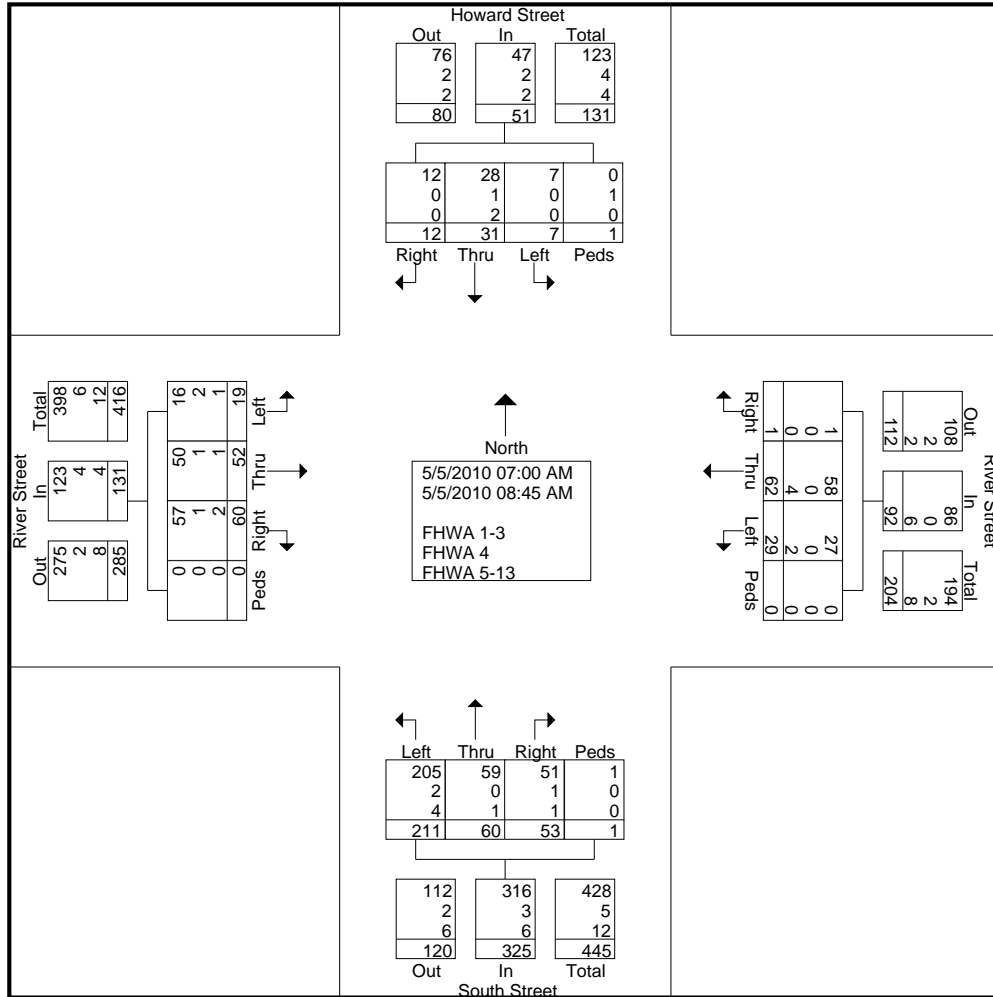 Howard Street
Out In Total
76 47 123
2 2 4
2 2 4
80 51 131
12 28 7 0
0 1 0 1
0 2 0 0
12 31 7 1
Right Thru Left Peds
River Street
Total In Out
398 123 275
6 4 2
12 4 8
416 131 285
16 50 57 0
2 1 1 0
1 1 2 0
19 52 60 0
Left Thru Right Peds
North
5/5/2010 07:00 AM
5/5/2010 08:45 AM
FHWA 1-3
FHWA 4
FHWA 5-13
Right Thru Left Peds
1 58 27 0
0 0 0 0
0 4 2 0
1 62 29 0
River Street
Out In Total
108 86 194
2 0 2
2 6 8
112 92 204
Left Thru Right Peds
205 59 51 1
2 0 1 0
4 1 1 0
211 60 53 1
112 316 428
2 3 5
6 6 12
120 325 445
Out In Total
South Street